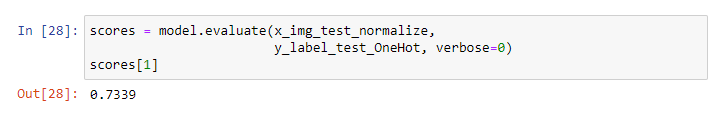 In [28]: scores = model.evaluate(x_img_test_normalize,
y_label_test_OneHot, verbose=0)
scores[1]
Out[28]: 0.7339